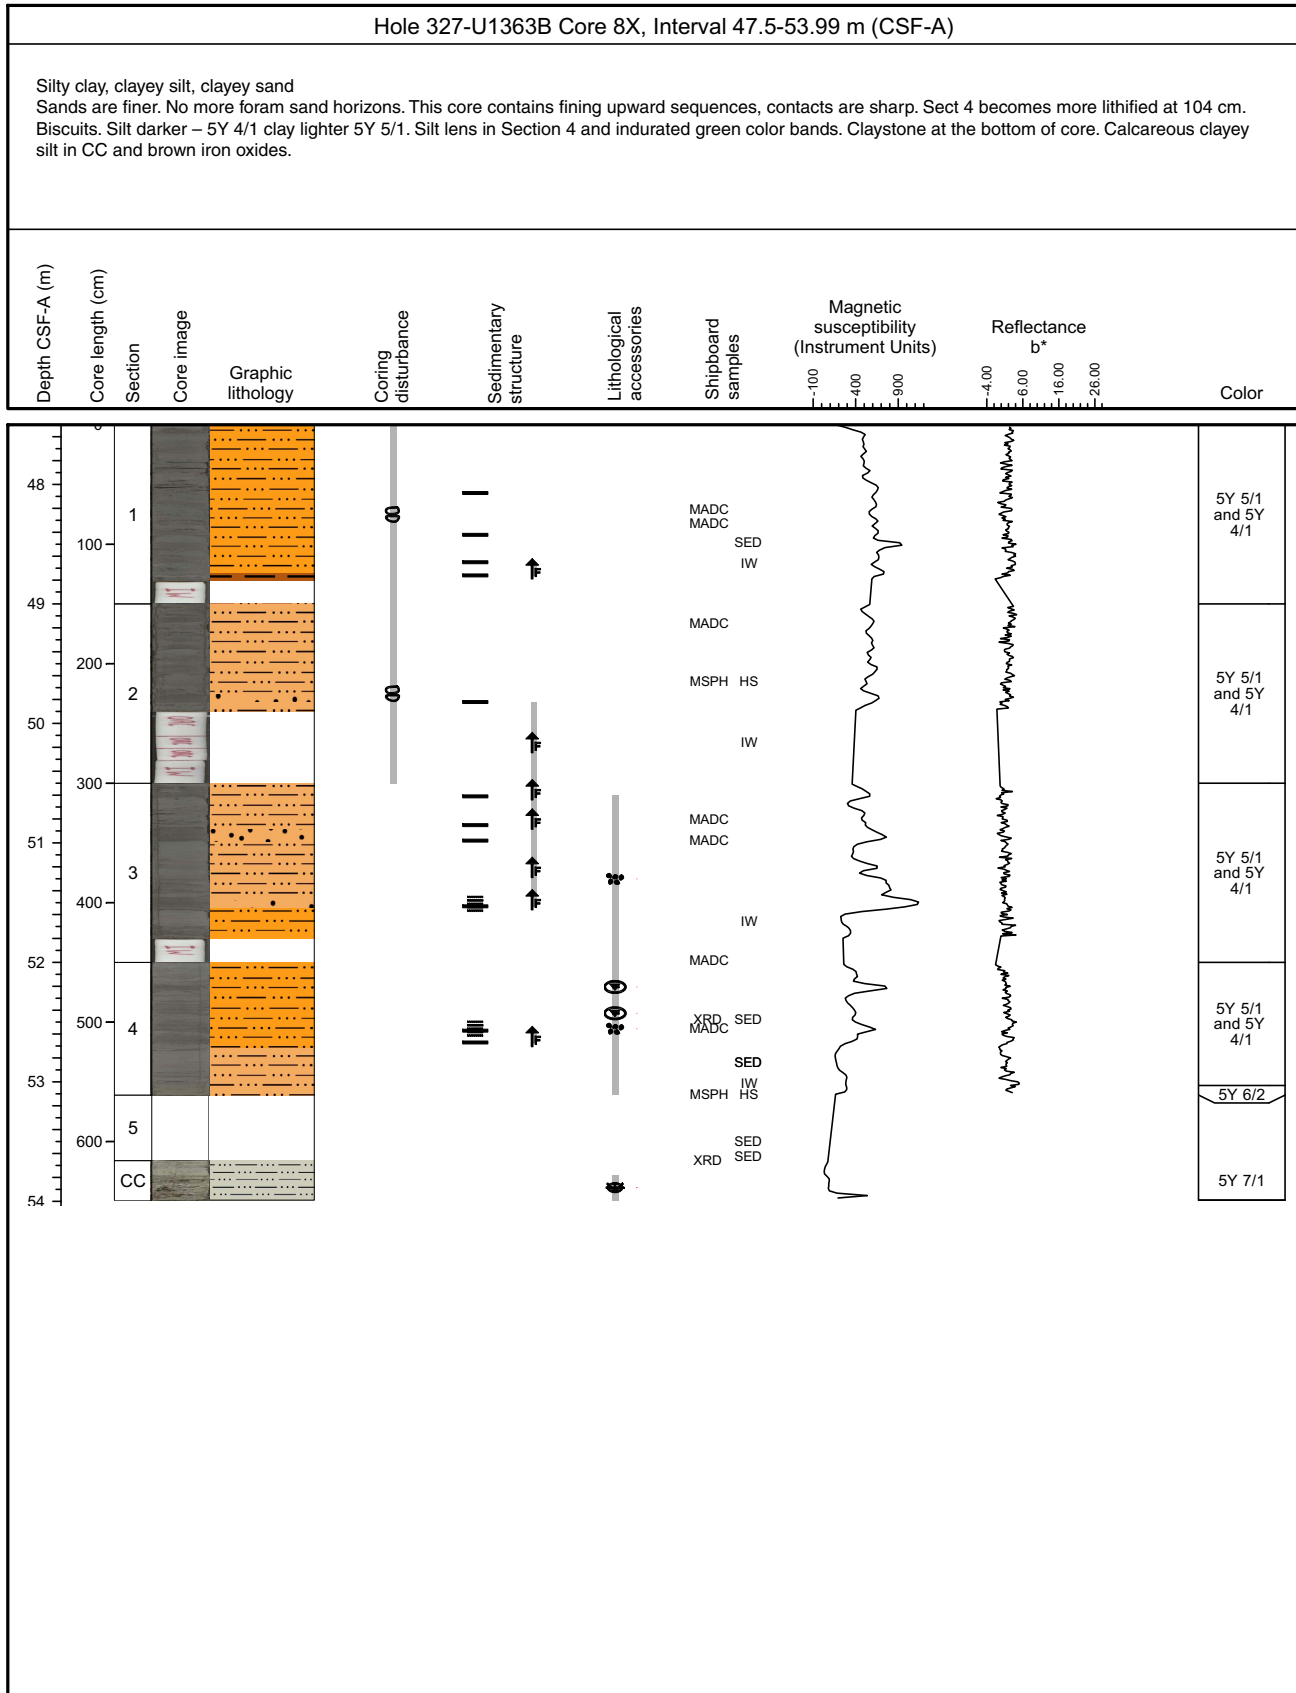 Hole 327-U1363B Core 8X, Interval 47.5-53.99 m (CSF-A)
Silty clay, clayey silt, clayey sand
Sands are finer. No more foram sand horizons. This core contains fining upward sequences, contacts are sharp. Sect 4 becomes more lithified at 104 cm.
Biscuits. Silt darker – 5Y 4/1 clay lighter 5Y 5/1. Silt lens in Section 4 and indurated green color bands. Claystone at the bottom of core. Calcareous clayey
silt in CC and brown iron oxides.
Depth CSF-A (m)
Core length (cm)
Section
Core image
Graphic
lithology
Coring
disturbance
Sedimentary
structure
Lithological
accessories
Shipboard
samples
Magnetic
susceptibility
(Instrument Units)
-100 400 900
Reflectance
b*
-4.00 6.00 16.00 26.00
Color
48
49
50
51
52
53
54
0
100
200
300
400
500
600
1
2
3
4
5
CC
MADC
MADC
SED
IW
MADC
MSPH HS
IW
MADC
MADC
IW
MADC
XRD SED
MADC
SED
IW
MSPH HS
SED
XRD SED
5Y 5/1
and 5Y
4/1
5Y 5/1
and 5Y
4/1
5Y 5/1
and 5Y
4/1
5Y 5/1
and 5Y
4/1
5Y 6/2
5Y 7/1